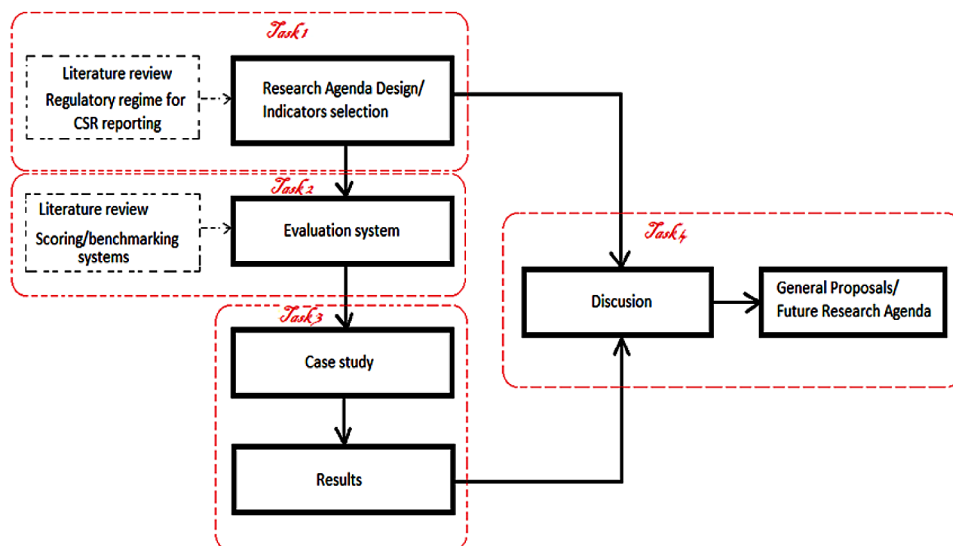 Task 1
Literature review
Regulatory regime for
CSR reporting
Research Agenda Design/
Indicators selection
Task 2
Literature review
Scoring/benchmarking
systems
Evaluation system
Task 3
Case study
Results
Task 4
Discusion
General Proposals/
Future Research Agenda